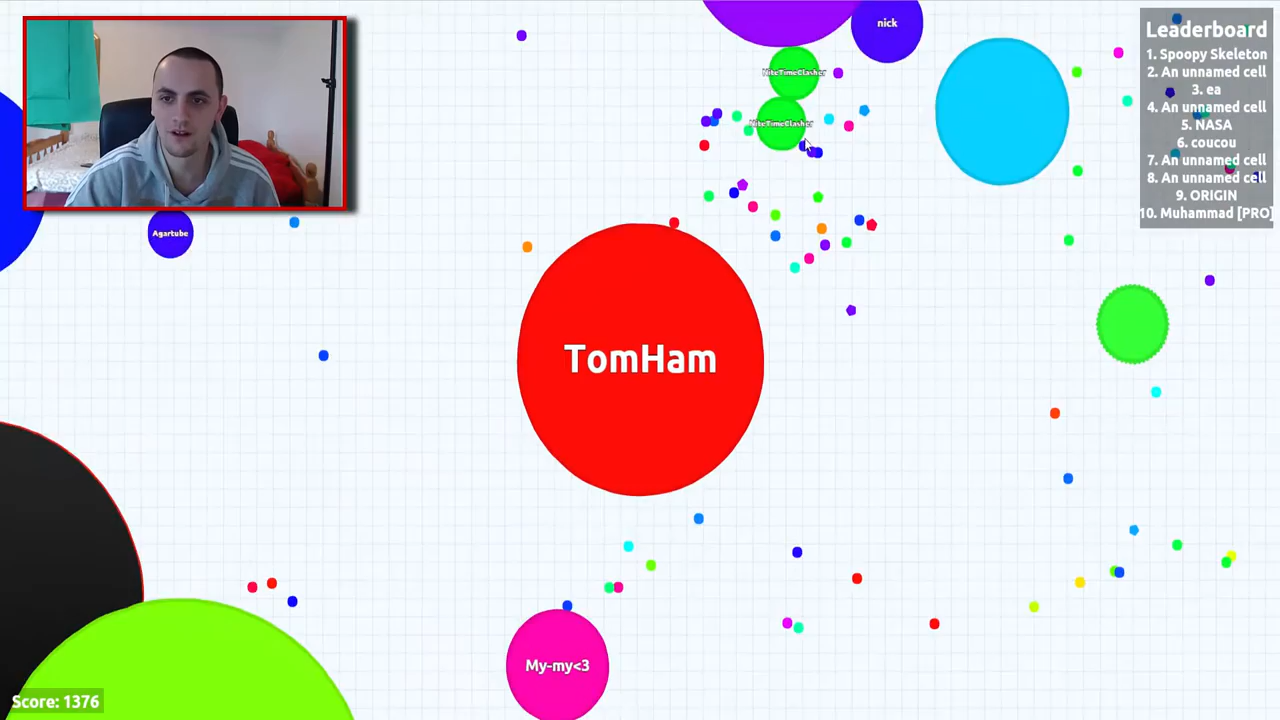 nick
Leaderboard
1. Spoopy Skeleton
2. An unnamed cell
3. ea
4. An unnamed cell
5. NASA
6. coucou
7. An unnamed cell
8. An unnamed cell
9. ORIGIN
10. Muhammad [PRO]
NiteTimeClasher
NiteTimeClasher
Agartube
TomHam
My-my<3
Score: 1376